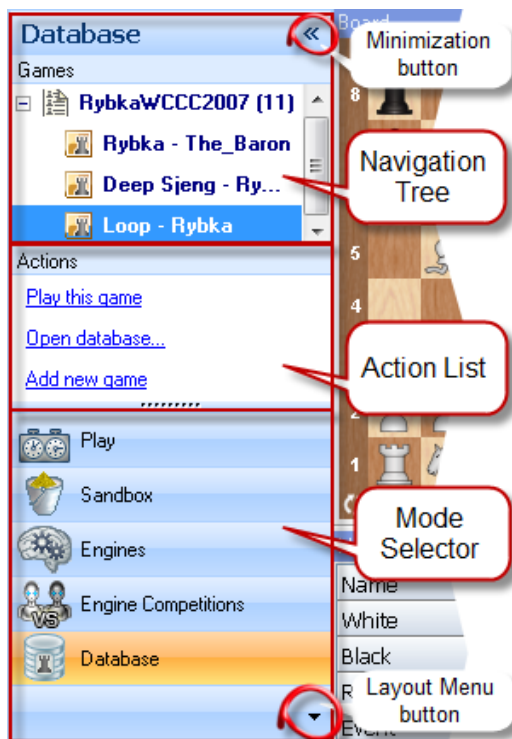 Database
«
Board
Minimization
button
Games
RybkaWCCC2007 (11)
8
Rybka - The_Baron
Deep Sjeng - Ry...
Loop - Rybka
Navigation
Tree
Actions
5
Play this game
4
Open database...
Add new game
Action List
2
Play
1
Sandbox
Engines
Mode
Selector
Engine Competitions
VS
Name
White
Database
Black
R
Layout Menu
button
Event